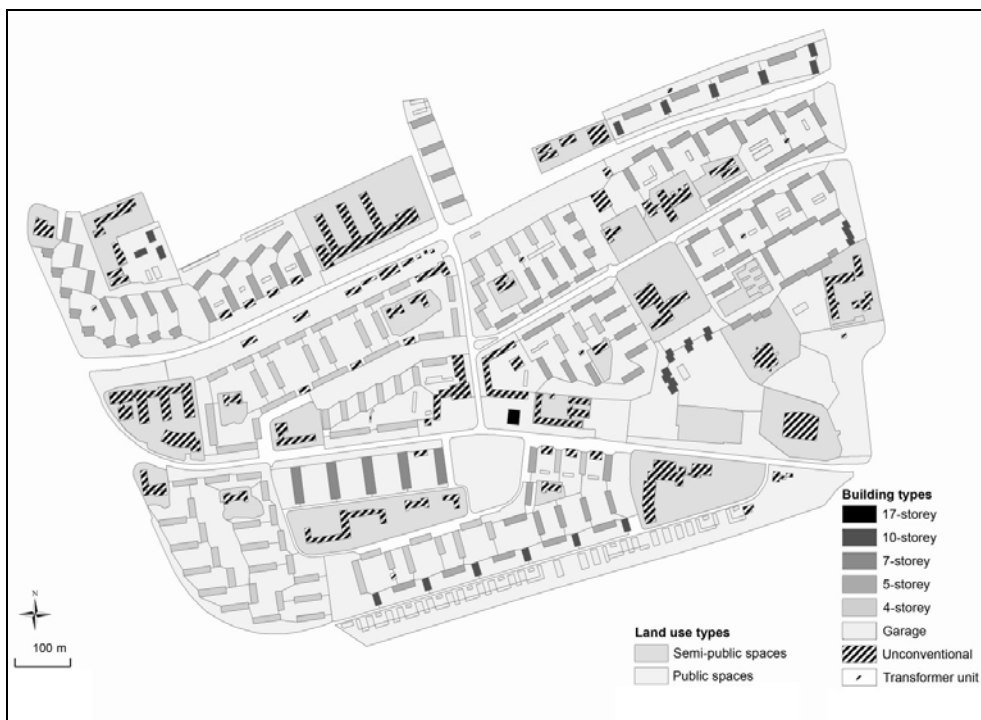 Building types
17-storey
10-storey
7-storey
5-storey
4-storey
Garage
Unconventional
Transformer unit
Land use types
Semi-public spaces
Public spaces
N
100 m